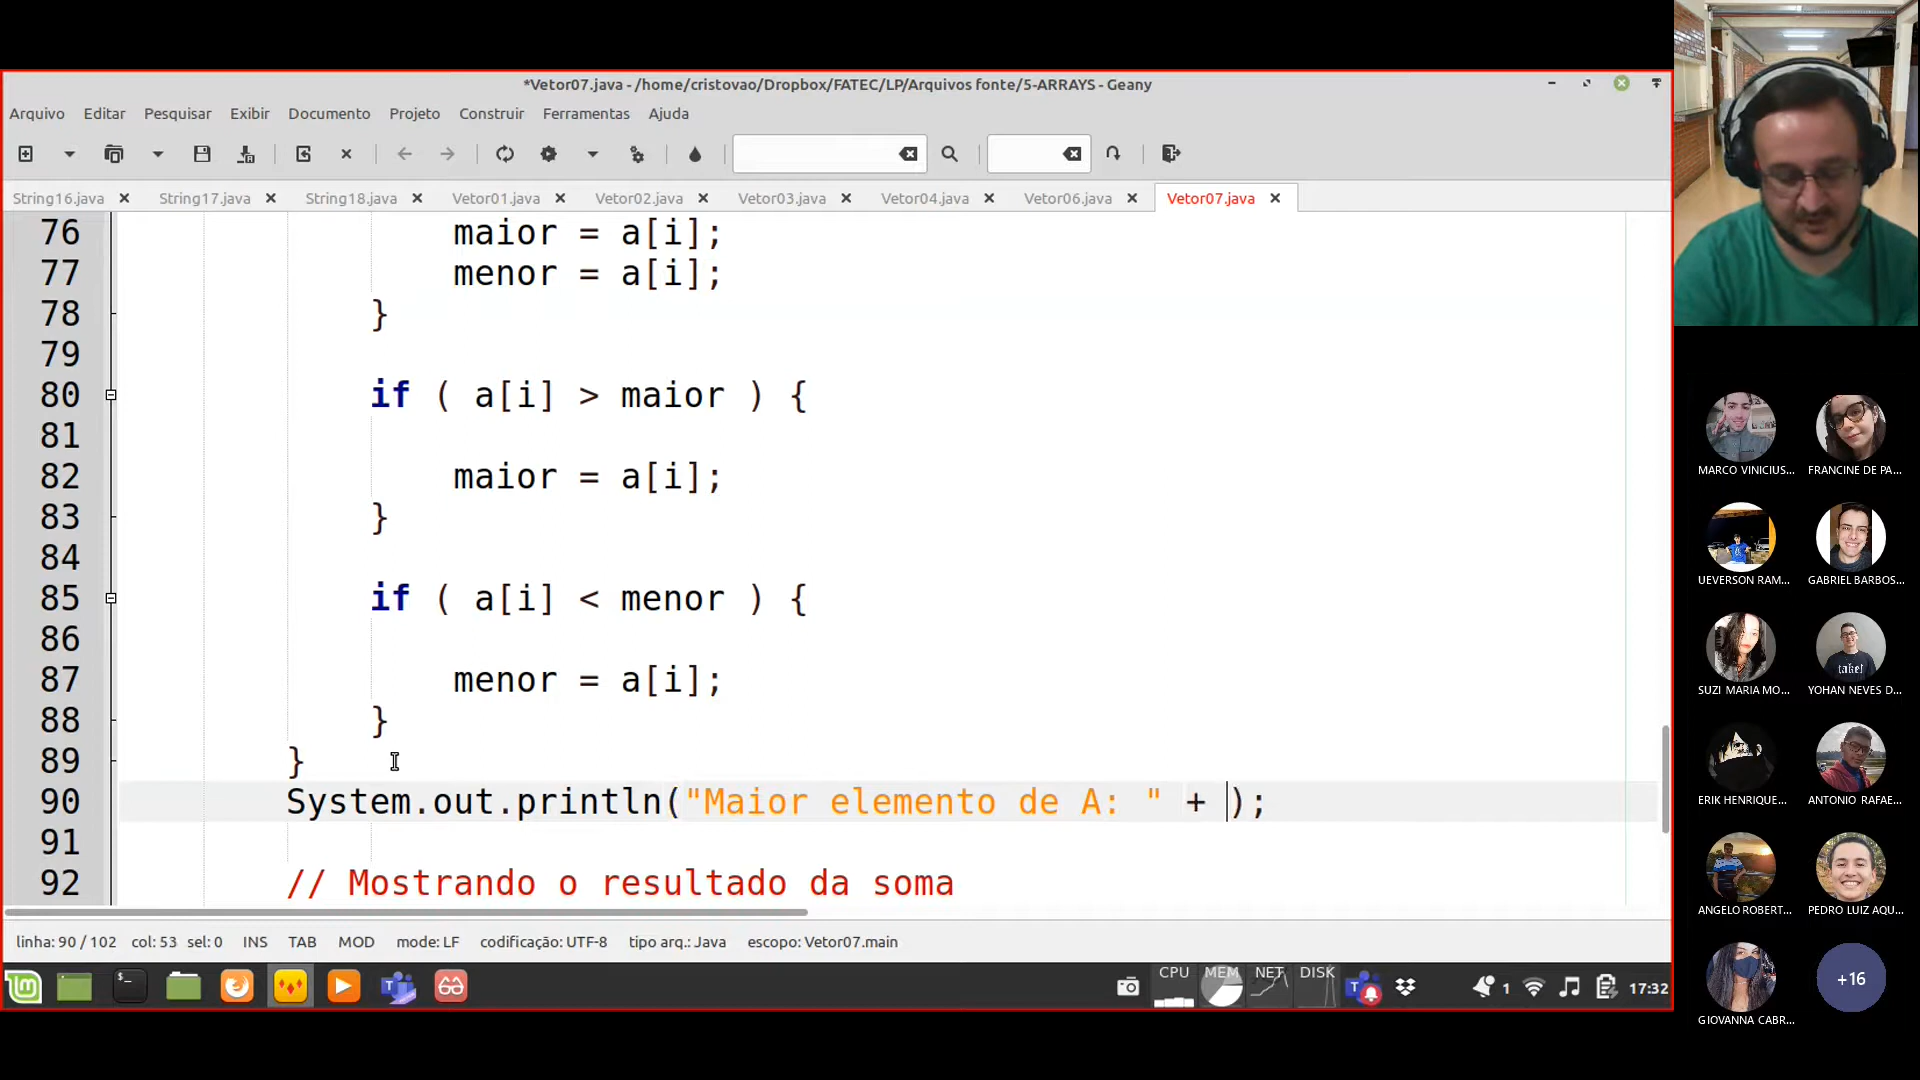 *Vetor07.java - /home/cristovao/Dropbox/FATEC/LP/Arquivos fonte/5-ARRAYS - Geany
Arquivo Editar Pesquisar Exibir Documento Projeto Construir Ferramentas Ajuda
String16.java String17.java String18.java Vetor01.java Vetor02.java Vetor03.java Vetor04.java Vetor06.java Vetor07.java
76 maior = a[i];
77 menor = a[i];
78 }
79
80 if ( a[i] > maior ) {
81
82 maior = a[i];
83 }
84
85 if ( a[i] < menor ) {
86
87 menor = a[i];
88 }
89 }
90 System.out.println("Maior elemento de A: " + );
91
92 // Mostrando o resultado da soma
linha: 90 / 102 col: 53 sel: 0 INS TAB MOD mode: LF codificação: UTF-8 tipo arq.: Java escopo: Vetor07.main
CPU MEM NET DISK 1 17:32
MARCO VINICIUS... FRANCINE DE PA...
UEVERSON RAM... GABRIEL BARBOS...
SUZI MARIA MO... YOHAN NEVES D...
ERIK HENRIQUE... ANTONIO RAFAE...
ANGELO ROBERT... PEDRO LUIZ AQU...
+16
GIOVANNA CABR...